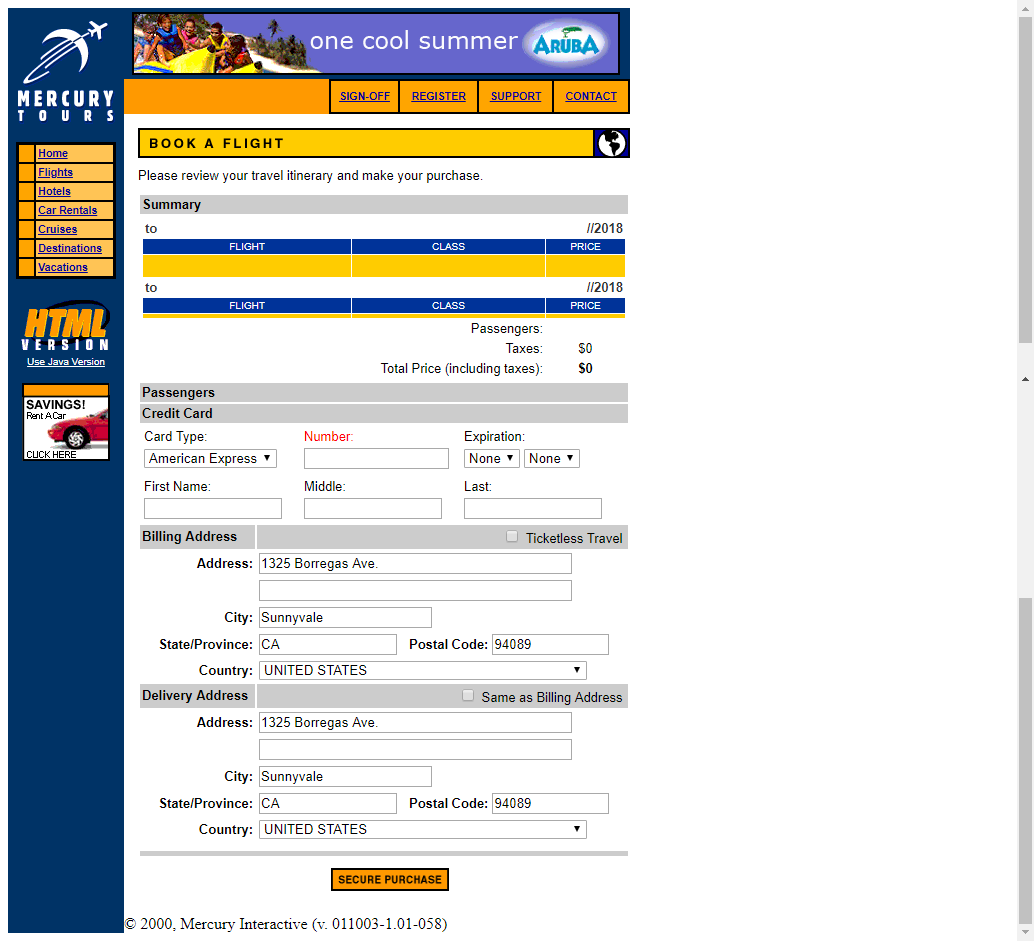 one cool summer ARUBA
MERCURY
TOURS
SIGN-OFF REGISTER SUPPORT CONTACT
Home
Flights
Hotels
Car Rentals
Cruises
Destinations
Vacations
HTML
VERSION
Use Java Version
SAVINGS!
Rent A Car
CLICK HERE
BOOK A FLIGHT
Please review your travel itinerary and make your purchase.
Summary
to //2018
FLIGHT CLASS PRICE
to //2018
FLIGHT CLASS PRICE
Passengers:
Taxes: $0
Total Price (including taxes): $0
Passengers
Credit Card
Card Type: Number: Expiration:
American Express None None
First Name: Middle: Last:
Billing Address Ticketless Travel
Address: 1325 Borregas Ave.
City: Sunnyvale
State/Province: CA Postal Code: 94089
Country: UNITED STATES
Delivery Address Same as Billing Address
Address: 1325 Borregas Ave.
City: Sunnyvale
State/Province: CA Postal Code: 94089
Country: UNITED STATES
SECURE PURCHASE
© 2000, Mercury Interactive (v. 011003-1.01-058)